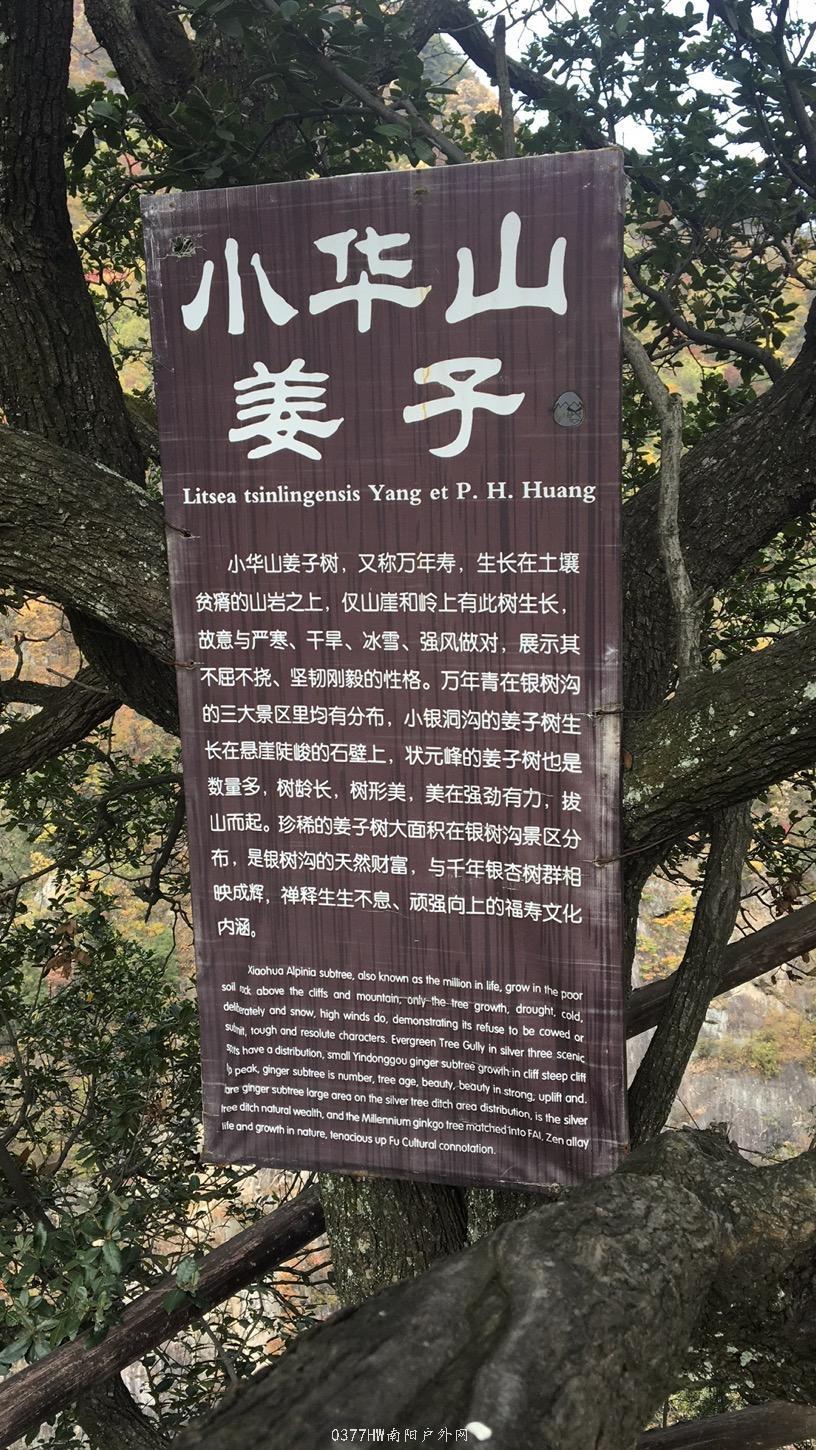 小华山
姜子
Litsea tsinlingensis Yang et P. H. Huang
小华山姜子树，又称万年寿，生长在土壤
贫瘠的山岩之上，仅山崖和岭上有此树生长，
故意与严寒、干旱、冰雪、强风做对，展示其
不屈不挠、坚韧刚毅的性格。万年青在银树沟
的三大景区里均有分布，小银洞沟的姜子树生
长在悬崖陡峻的石壁上，状元峰的姜子树也是
数量多，树龄长，树形美，美在强劲有力，拔
山而起。珍稀的姜子树大面积在银树沟景区分
布，是银树沟的天然财富，与千年银杏树群相
映成辉，禅释生生不息、顽强向上的福寿文化
内涵。
Xiaohua Alpinia subtree, also known as the million in life, grow in the poor
soil rock above the cliffs and mountain, only the tree growth, drought, cold,
deliterately and snow, high winds do, demonstrating its refuse to be cowed or
submit, tough and resolute characters. Evergreen Tree Gully in silver three scenic
spots have a distribution, small Yindonggou ginger subtree growth in cliff steep cliff
peak, ginger subtree is number, tree age, beauty, beauty in strong, uplift and.
are ginger subtree large area on the silver tree ditch area distribution, is the silver
tree ditch natural wealth, and the Millennium ginkgo tree matched into FAI, Zen allay
life and growth in nature, tenacious up Fu Cultural connotation.
0377HW南阳户外网